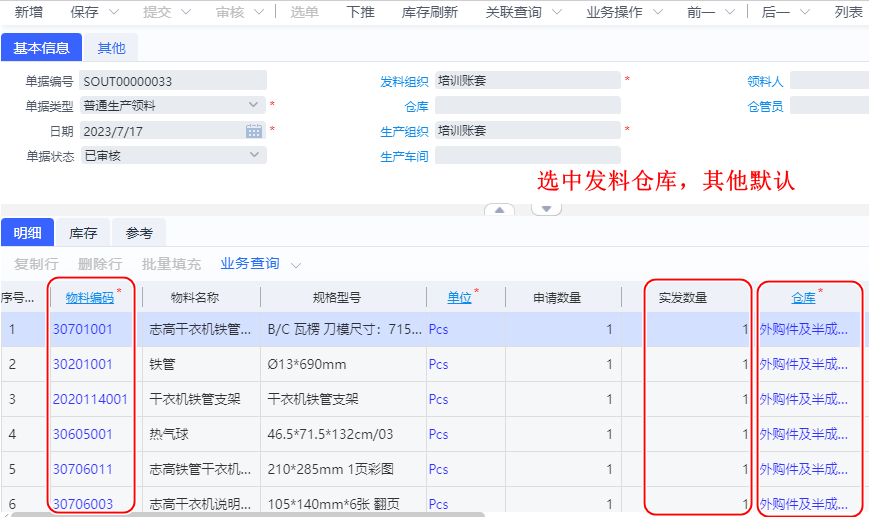 新增 保存 提交 审核 选单 下推 库存刷新 关联查询 业务操作 前一 后一 列表
基本信息 其他
单据编号 SOUT00000033 发料组织 培训账套 * 领料人
单据类型 普通生产领料 * 仓库 仓管员
日期 2023/7/17 * 生产组织 培训账套 *
单据状态 已审核 生产车间
选中发料仓库，其他默认
明细 库存 参考
复制行 删除行 批量填充 业务查询
序号... 物料编码* 物料名称 规格型号 单位* 申请数量 实发数量 仓库*
1 30701001 志高干衣机铁管... B/C 瓦楞 刀模尺寸：715... Pcs 1 1 外购件及半成...
2 30201001 铁管 Ø13*690mm Pcs 1 1 外购件及半成...
3 2020114001 干衣机铁管支架 干衣机铁管支架 Pcs 1 1 外购件及半成...
4 30605001 热气球 46.5*71.5*132cm/03 Pcs 1 1 外购件及半成...
5 30706011 志高铁管干衣机... 210*285mm 1页彩图 Pcs 1 1 外购件及半成...
6 30706003 志高干衣机说明... 105*140mm*6张 翻页 Pcs 1 1 外购件及半成...